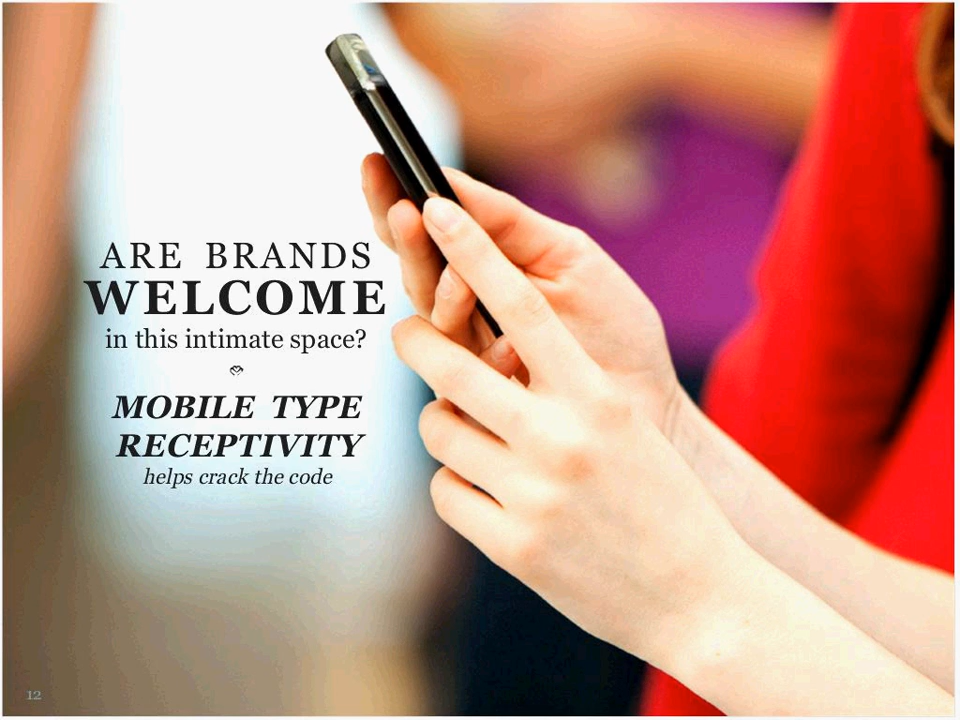 ARE BRANDS
WELCOME
in this intimate space?
MOBILE TYPE
RECEPTIVITY
helps crack the code
12